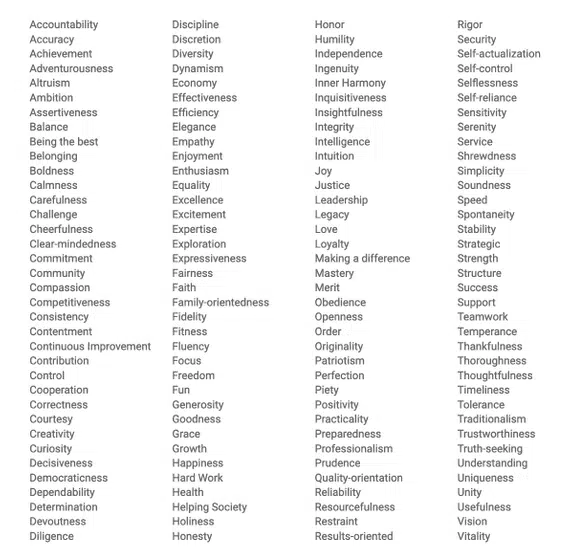 Accountability
Accuracy
Achievement
Adventurousness
Altruism
Ambition
Assertiveness
Balance
Being the best
Belonging
Boldness
Calmness
Carefulness
Challenge
Cheerfulness
Clear-mindedness
Commitment
Community
Compassion
Competitiveness
Consistency
Contentment
Continuous Improvement
Contribution
Control
Cooperation
Correctness
Courtesy
Creativity
Curiosity
Decisiveness
Democraticness
Dependability
Determination
Devoutness
Diligence
Discipline
Discretion
Diversity
Dynamism
Economy
Effectiveness
Efficiency
Elegance
Empathy
Enjoyment
Enthusiasm
Equality
Excellence
Excitement
Expertise
Exploration
Expressiveness
Fairness
Faith
Family-orientedness
Fidelity
Fitness
Fluency
Focus
Freedom
Fun
Generosity
Goodness
Grace
Growth
Happiness
Hard Work
Health
Helping Society
Holiness
Honesty
Honor
Humility
Independence
Ingenuity
Inner Harmony
Inquisitiveness
Insightfulness
Integrity
Intelligence
Intuition
Joy
Justice
Leadership
Legacy
Love
Loyalty
Making a difference
Mastery
Merit
Obedience
Openness
Order
Originality
Patriotism
Perfection
Piety
Positivity
Practicality
Preparedness
Professionalism
Prudence
Quality-orientation
Reliability
Resourcefulness
Restraint
Results-oriented
Rigor
Security
Self-actualization
Self-control
Selflessness
Self-reliance
Sensitivity
Serenity
Service
Shrewdness
Simplicity
Soundness
Speed
Spontaneity
Stability
Strategic
Strength
Structure
Success
Support
Teamwork
Temperance
Thankfulness
Thoroughness
Thoughtfulness
Timeliness
Tolerance
Traditionalism
Trustworthiness
Truth-seeking
Understanding
Uniqueness
Unity
Usefulness
Vision
Vitality